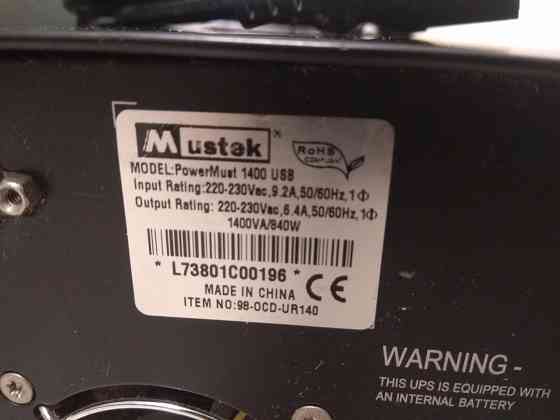 Mustek®
RoHS
COMPLIANT
MODEL:PowerMust 1400 USB
Input Rating:220-230Vac,9.2A,50/60Hz,1Φ
Output Rating: 220-230Vac,6.4A,50/60Hz,1Φ
1400VA/840W
* L73801C00196 *
MADE IN CHINA
CE
ITEM NO:98-OCD-UR140
WARNING -
THIS UPS IS EQUIPPED WITH
AN INTERNAL BATTERY